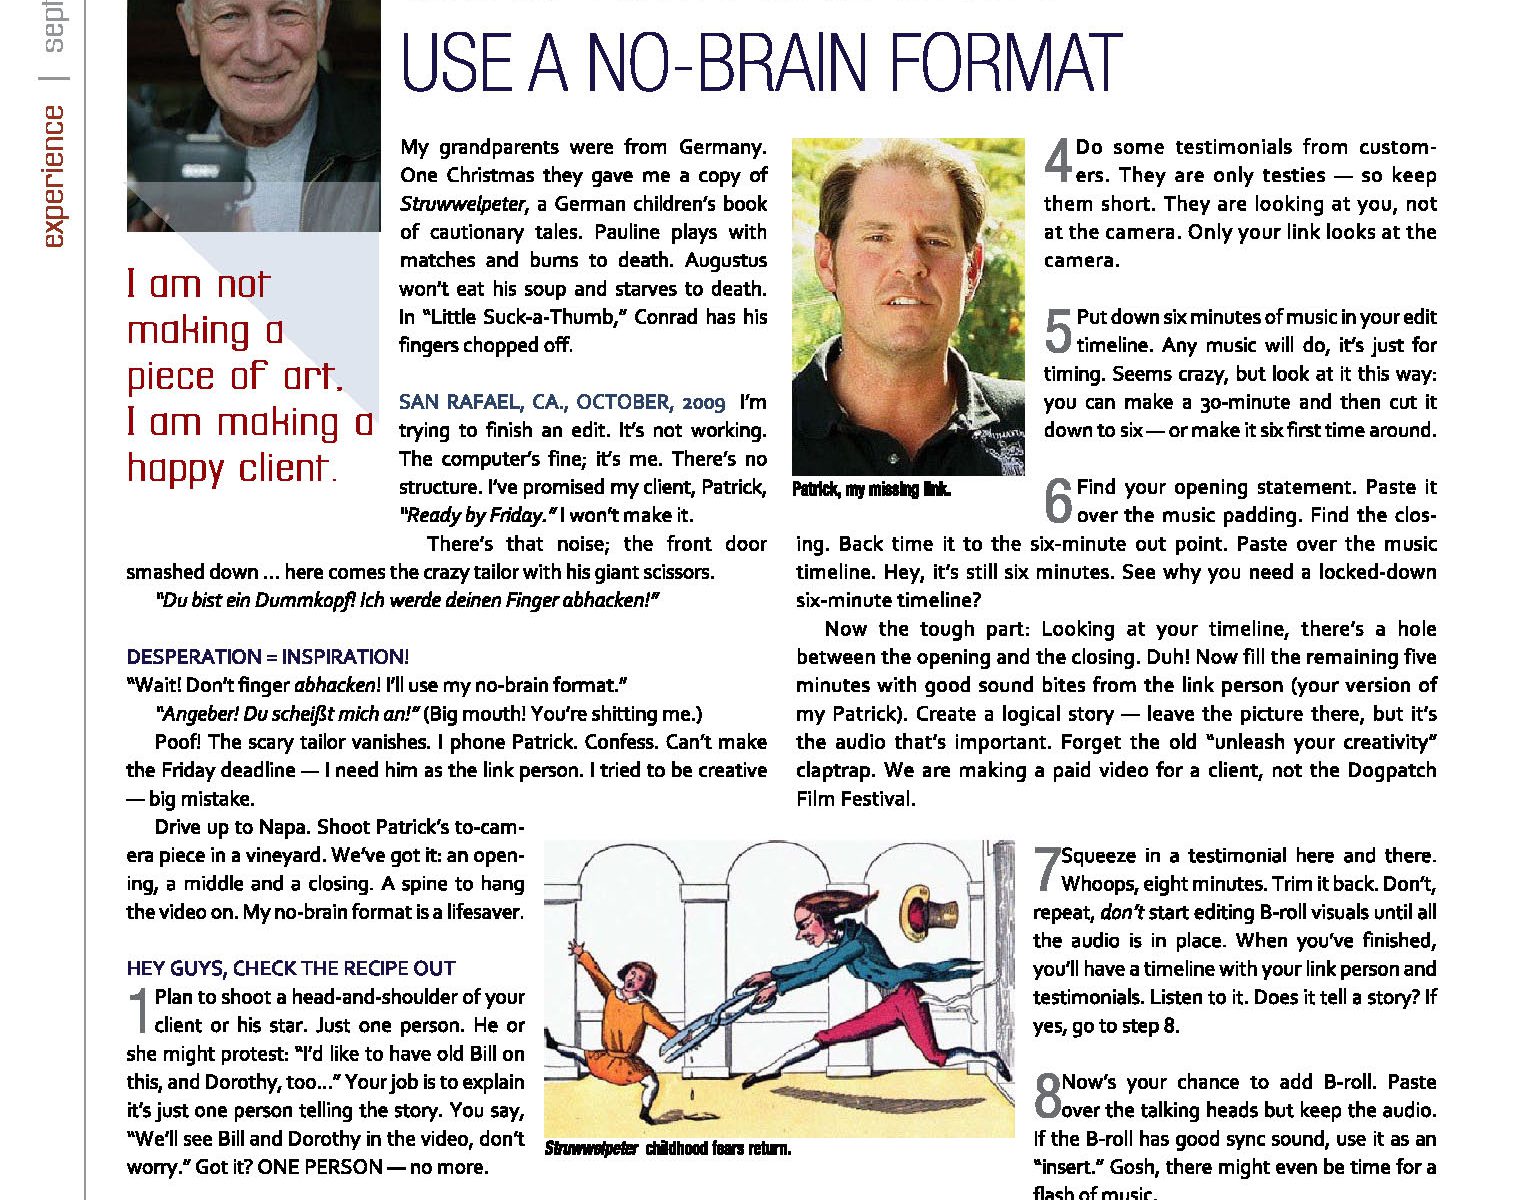 experience | sept
USE A NO-BRAIN FORMAT
I am not
making a
piece of art.
I am making a
happy client.
My grandparents were from Germany.
One Christmas they gave me a copy of
Struwwelpeter, a German children's book
of cautionary tales. Pauline plays with
matches and burns to death. Augustus
won't eat his soup and starves to death.
In “Little Suck-a-Thumb,” Conrad has his
fingers chopped off.
SAN RAFAEL, CA., OCTOBER, 2009 I'm
trying to finish an edit. It's not working.
The computer's fine; it's me. There's no
structure. I've promised my client, Patrick,
“Ready by Friday.” I won't make it.
There's that noise; the front door
smashed down ... here comes the crazy tailor with his giant scissors.
“Du bist ein Dummkopf! Ich werde deinen Finger abhacken!”
DESPERATION = INSPIRATION!
“Wait! Don't finger abhacken! I'll use my no-brain format.”
“Angeber! Du scheißt mich an!” (Big mouth! You're shitting me.)
Poof! The scary tailor vanishes. I phone Patrick. Confess. Can't make
the Friday deadline — I need him as the link person. I tried to be creative
— big mistake.
Drive up to Napa. Shoot Patrick's to-cam-
era piece in a vineyard. We've got it: an open-
ing, a middle and a closing. A spine to hang
the video on. My no-brain format is a lifesaver.
HEY GUYS, CHECK THE RECIPE OUT
1 Plan to shoot a head-and-shoulder of your
client or his star. Just one person. He or
she might protest: “I'd like to have old Bill on
this, and Dorothy, too...” Your job is to explain
it's just one person telling the story. You say,
“We'll see Bill and Dorothy in the video, don't
worry.” Got it? ONE PERSON — no more.
Patrick, my missing link.
Struwwelpeter childhood fears return.
4 Do some testimonials from custom-
ers. They are only testies — so keep
them short. They are looking at you, not
at the camera. Only your link looks at the
camera.
5 Put down six minutes of music in your edit
timeline. Any music will do, it's just for
timing. Seems crazy, but look at it this way:
you can make a 30-minute and then cut it
down to six — or make it six first time around.
6 Find your opening statement. Paste it
over the music padding. Find the clos-
ing. Back time it to the six-minute out point. Paste over the music
timeline. Hey, it's still six minutes. See why you need a locked-down
six-minute timeline?
Now the tough part: Looking at your timeline, there's a hole
between the opening and the closing. Duh! Now fill the remaining five
minutes with good sound bites from the link person (your version of
my Patrick). Create a logical story — leave the picture there, but it's
the audio that's important. Forget the old “unleash your creativity”
claptrap. We are making a paid video for a client, not the Dogpatch
Film Festival.
7 Squeeze in a testimonial here and there.
Whoops, eight minutes. Trim it back. Don't,
repeat, don't start editing B-roll visuals until all
the audio is in place. When you've finished,
you'll have a timeline with your link person and
testimonials. Listen to it. Does it tell a story? If
yes, go to step 8.
8 Now's your chance to add B-roll. Paste
over the talking heads but keep the audio.
If the B-roll has good sync sound, use it as an
“insert.” Gosh, there might even be time for a
flash of music.